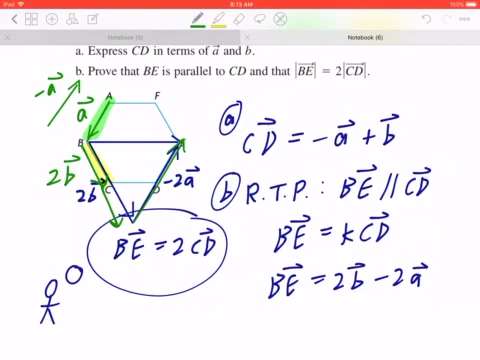 8:13 AM
100%
Notebook (6)
Notebook (6)
a. Express CD in terms of a⃗ and b.
b. Prove that BE is parallel to CD and that |BE⃗| = 2|CD⃗|.
-a⃗
a⃗
A
F
B
2b⃗
C
D
2b⃗
-2a⃗
BE⃗ = 2CD⃗
ⓐ
CD⃗ = -a⃗ + b⃗
ⓑ R.T.P. : BE⃗ // CD⃗
BE⃗ = kCD⃗
BE⃗ = 2b⃗ - 2a⃗